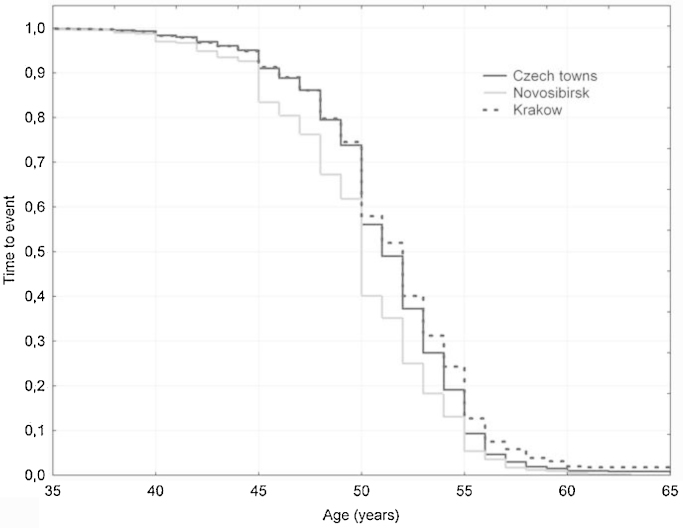 1,0
0,9
0,8
0,7
0,6
0,5
0,4
0,3
0,2
0,1
0,0
Time to event
Czech towns
Novosibirsk
Krakow
35 40 45 50 55 60 65
Age (years)